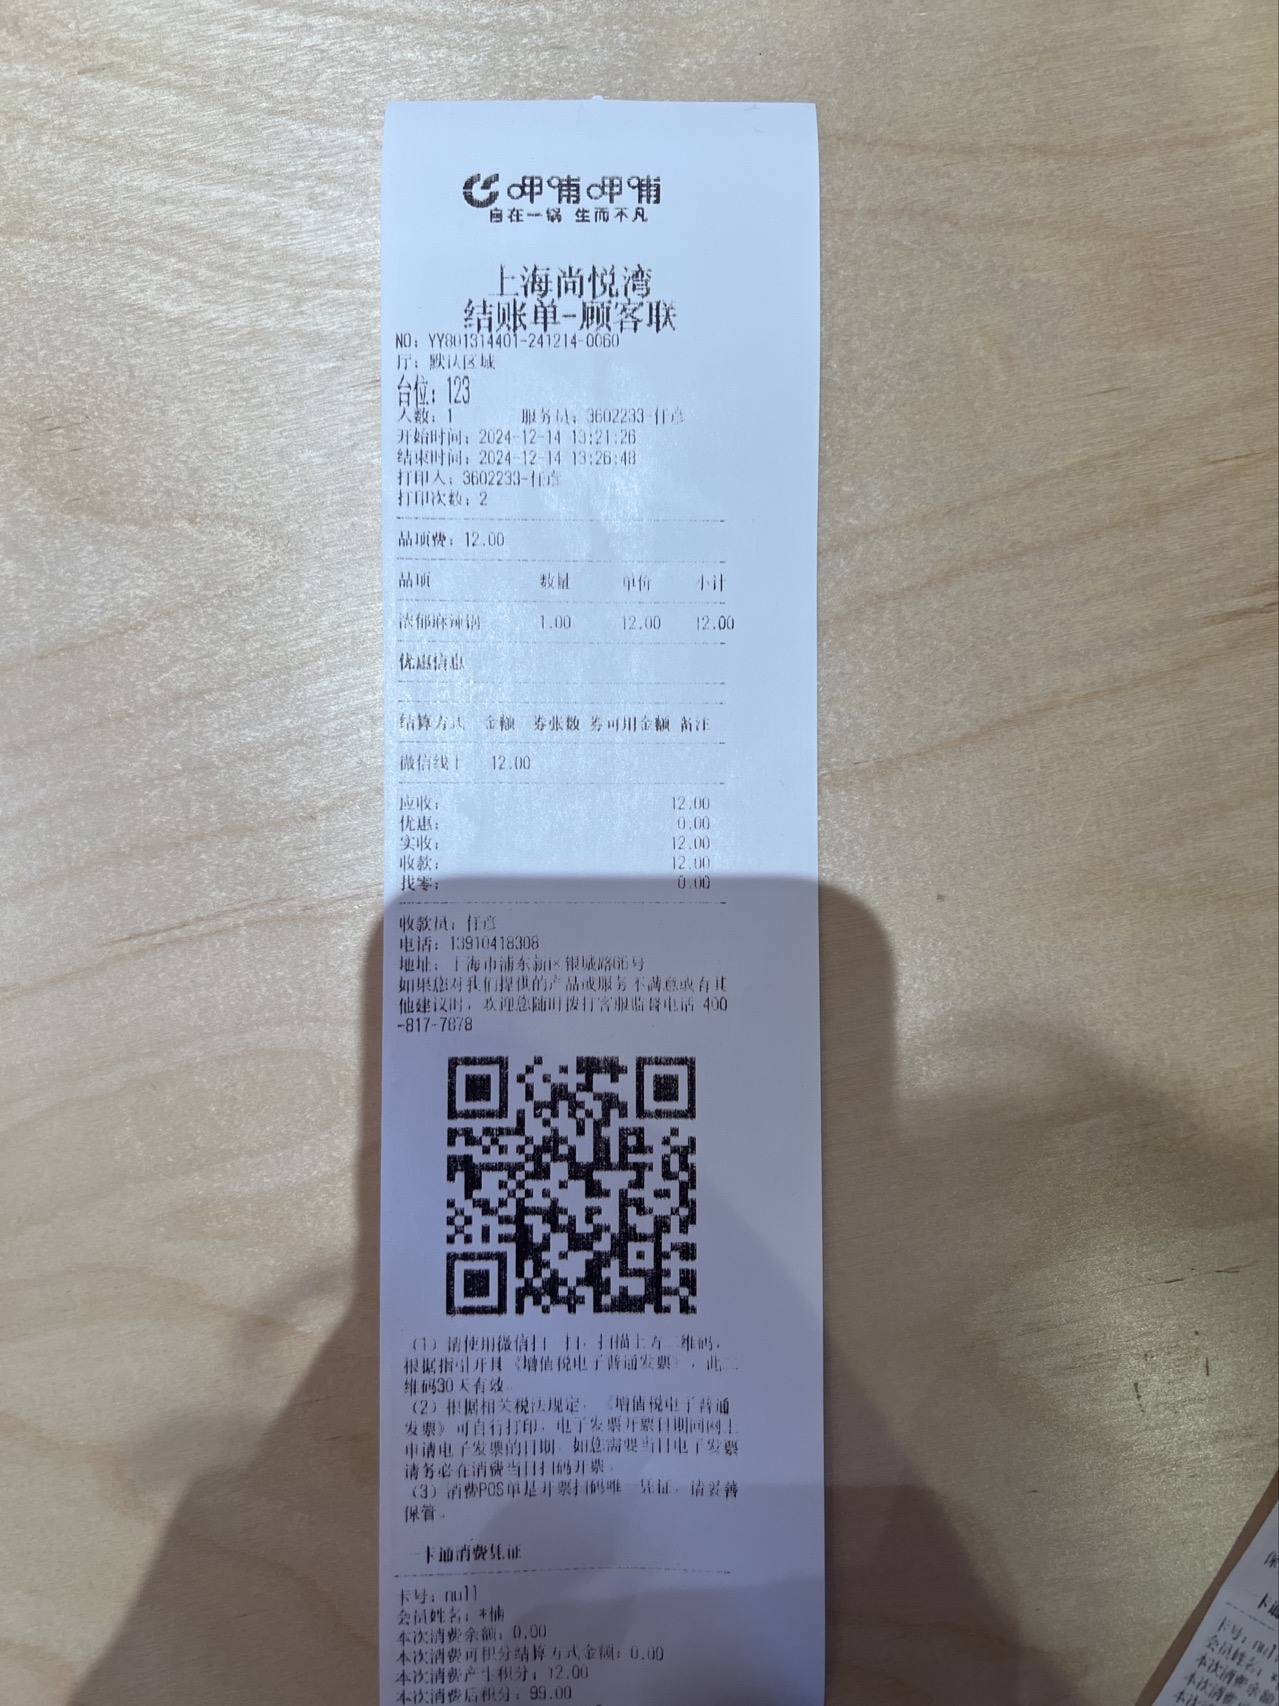 呷哺呷哺
自在一锅 生而不凡
上海尚悦湾
结账单-顾客联
NO: YY801314401-241214-0060
厅: 默认区域
台位: 123
人数: 1 服务员: 3602233-任彦
开始时间: 2024-12-14 13:21:26
结束时间: 2024-12-14 13:26:48
打印人: 3602233-任彦
打印次数: 2
品项费: 12.00
品项 数量 单价 小计
浓郁麻辣锅 1.00 12.00 12.00
优惠信息
结算方式 金额 券张数 券可用金额 备注
微信线上 12.00
应收: 12.00
优惠: 0.00
实收: 12.00
收款: 12.00
找零: 0.00
收款员: 任彦
电话: 13910418308
地址: 上海市浦东新区银城路66号
如果您对我们提供的产品或服务不满意或有其
他建议时, 欢迎您随时拨打客服监督电话 400
-817-7878
(1) 请使用微信扫一扫, 扫描上方二维码,
根据指引开具《增值税电子普通发票》, 此二
维码30天有效.
(2) 根据相关税法规定, 《增值税电子普通
发票》可自行打印, 电子发票开票日期同网上
申请电子发票的日期. 如您需要当日电子发票
请务必在消费当日扫码开票.
(3) 消费POS单是开票扫码唯一凭证, 请妥善
保管。
一卡通消费凭证
卡号: null
会员姓名: *楠
本次消费余额: 0.00
本次消费可积分结算方式金额: 0.00
本次消费产生积分: 12.00
本次消费后积分: 99.00
一卡通
卡号: null
会员姓名:
本次消费余额
本次消费